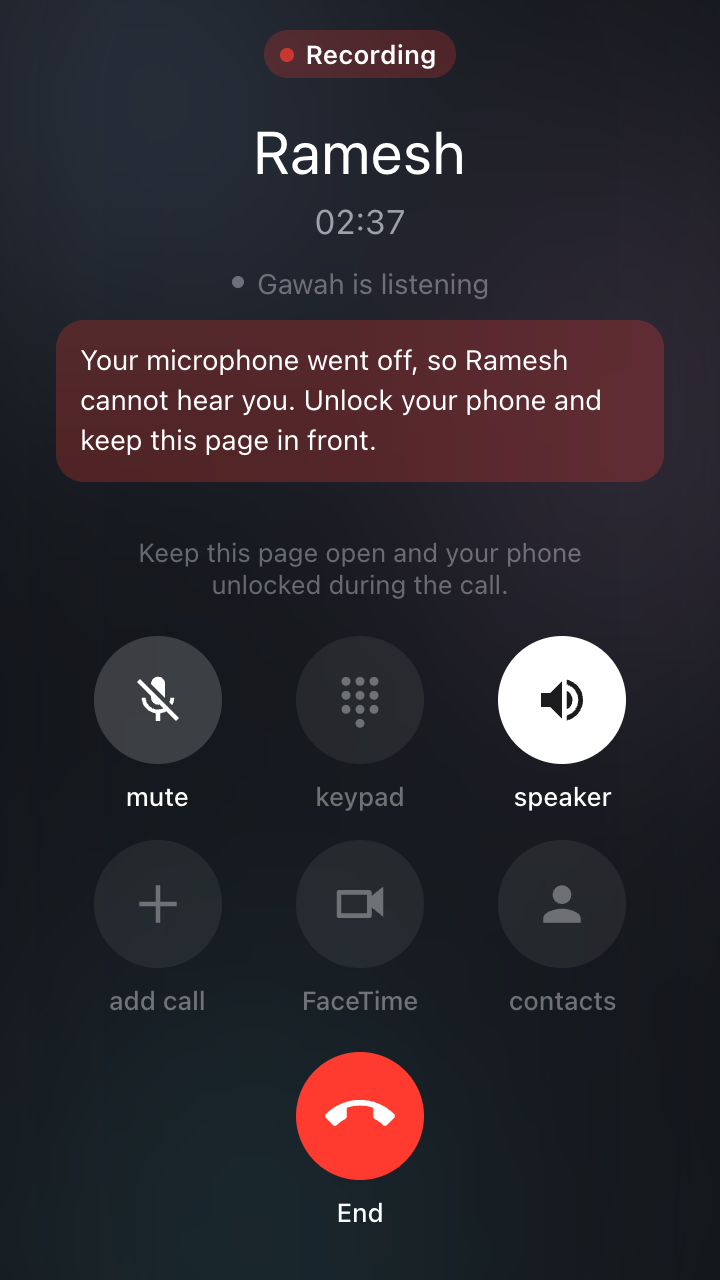 Recording
Ramesh
02:37
Gawah is listening
Your microphone went off, so Ramesh
cannot hear you. Unlock your phone and
keep this page in front.
Keep this page open and your phone
unlocked during the call.
mute
keypad
speaker
add call
FaceTime
contacts
End